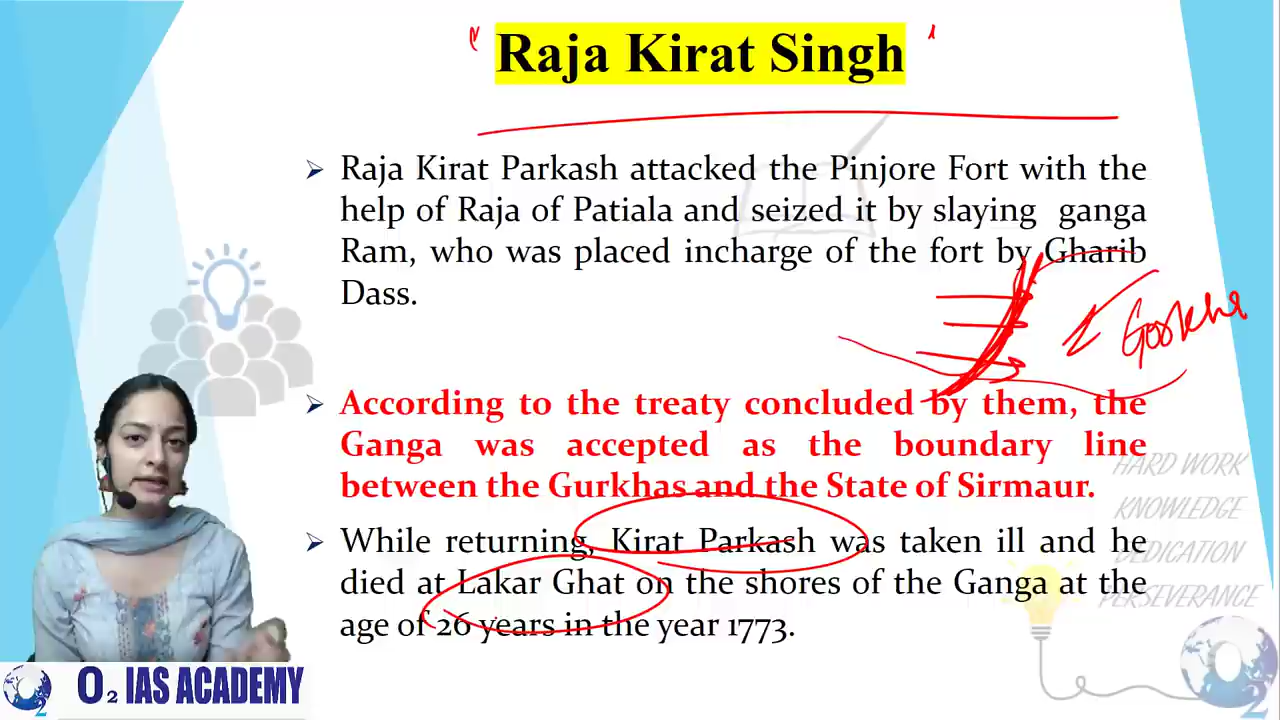 Raja Kirat Singh
Raja Kirat Parkash attacked the Pinjore Fort with the
help of Raja of Patiala and seized it by slaying ganga
Ram, who was placed incharge of the fort by Gharib
Dass.
Goskha
According to the treaty concluded by them, the
Ganga was accepted as the boundary line
between the Gurkhas and the State of Sirmaur.
While returning, Kirat Parkash was taken ill and he
died at Lakar Ghat on the shores of the Ganga at the
age of 26 years in the year 1773.
HARD WORK
KNOWLEDGE
DEDICATION
PERSEVERANCE
O2 IAS ACADEMY
2
2